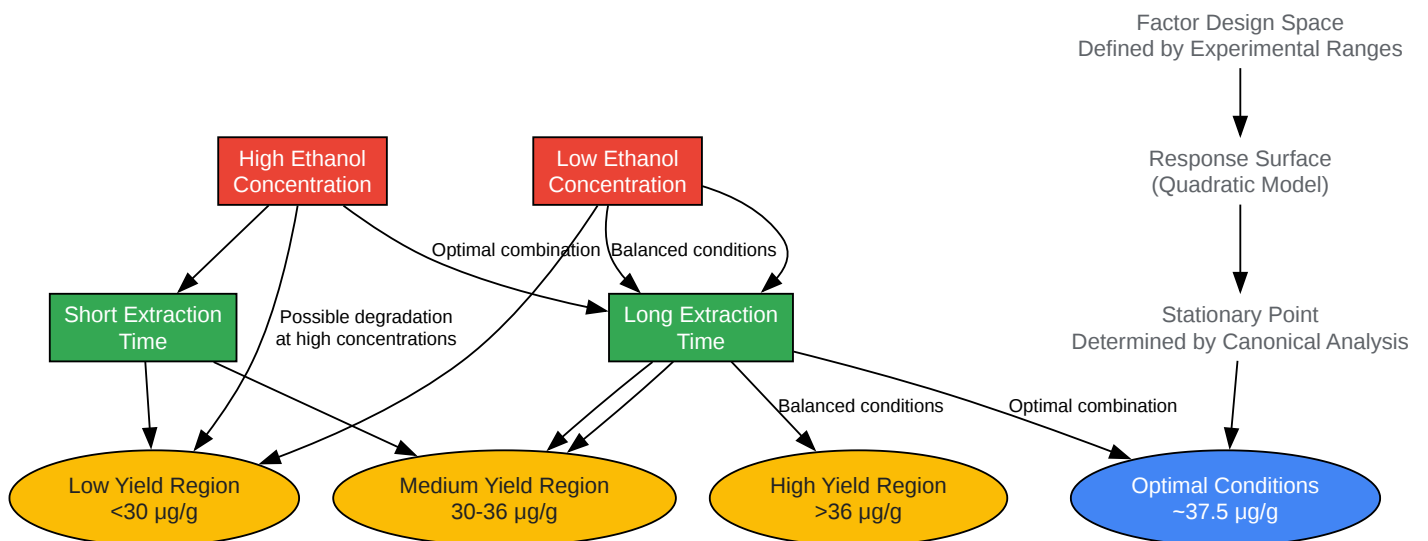 Factor Design Space
Defined by Experimental Ranges
High Ethanol
Concentration
Low Ethanol
Concentration
Response Surface
(Quadratic Model)
Optimal combination
Balanced conditions
Short Extraction
Time
Possible degradation
at high concentrations
Long Extraction
Time
Stationary Point
Determined by Canonical Analysis
Balanced conditions
Optimal combination
Low Yield Region
<30 μg/g
Medium Yield Region
30-36 μg/g
High Yield Region
>36 μg/g
Optimal Conditions
~37.5 μg/g